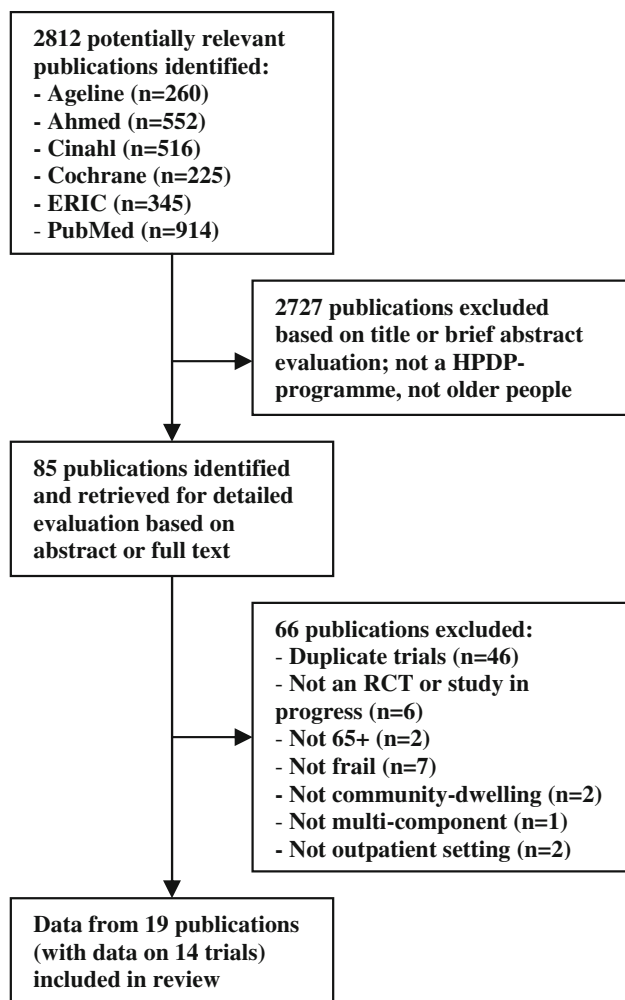 2812 potentially relevant
publications identified:
- Ageline (n=260)
- Ahmed (n=552)
- Cinahl (n=516)
- Cochrane (n=225)
- ERIC (n=345)
- PubMed (n=914)
2727 publications excluded
based on title or brief abstract
evaluation; not a HPDP-
programme, not older people
85 publications identified
and retrieved for detailed
evaluation based on
abstract or full text
66 publications excluded:
- Duplicate trials (n=46)
- Not an RCT or study in
progress (n=6)
- Not 65+ (n=2)
- Not frail (n=7)
- Not community-dwelling (n=2)
- Not multi-component (n=1)
- Not outpatient setting (n=2)
Data from 19 publications
(with data on 14 trials)
included in review